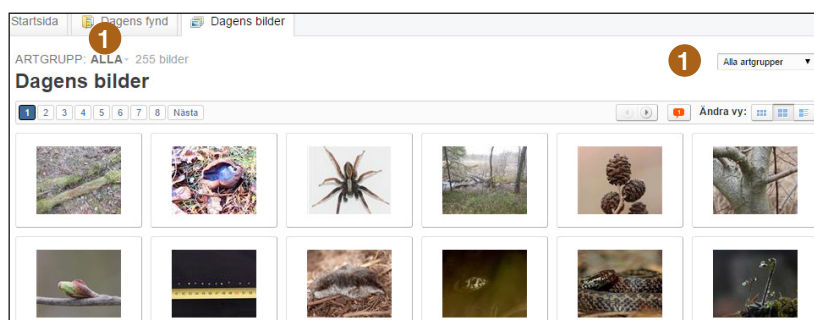 Startsida Dagens fynd Dagens bilder
1
ARTGRUPP: ALLA 255 bilder
1 Alla artgrupper
Dagens bilder
1 2 3 4 5 6 7 8 Nästa Ändra vy: